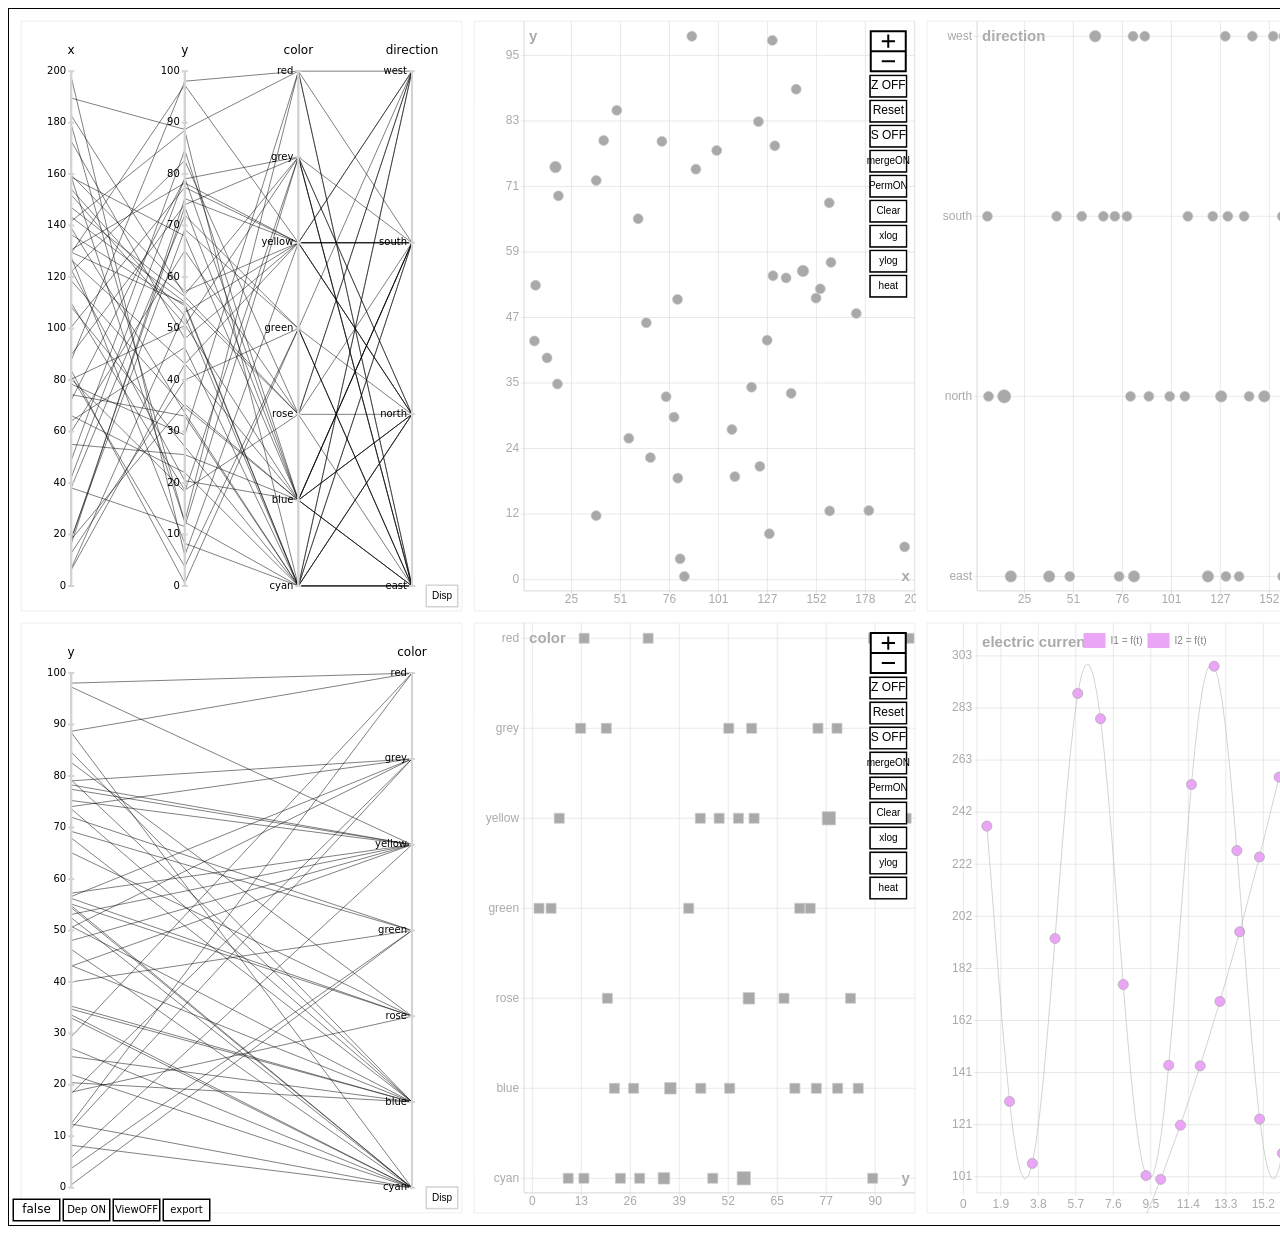 x y color direction
200 100 red west
180 90
160 80 grey
140 70 yellow south
120 60
100 50 green
80 40
60 30 rose north
40 20 blue
20 10
0 0 cyan east
Disp
y
95
83
71
59
47
35
24
12
0
x
25 51 76 101 127 152 178 20
+
−
Z OFF
Reset
S OFF
mergeON
PermON
Clear
xlog
ylog
heat
west direction
south
north
east
25 51 76 101 127 152
y color
100 red
90
80 grey
70 yellow
60
50 green
40
30 rose
20 blue
10
0 cyan
Disp
false Dep ON ViewOFF export
red color
grey
yellow
green
rose
blue
cyan y
0 13 26 39 52 65 77 90
+
−
Z OFF
Reset
S OFF
mergeON
PermON
Clear
xlog
ylog
heat
electric curren I1 = f(t) I2 = f(t)
303
283
263
242
222
202
182
162
141
121
101
0 1.9 3.8 5.7 7.6 9.5 11.4 13.3 15.2